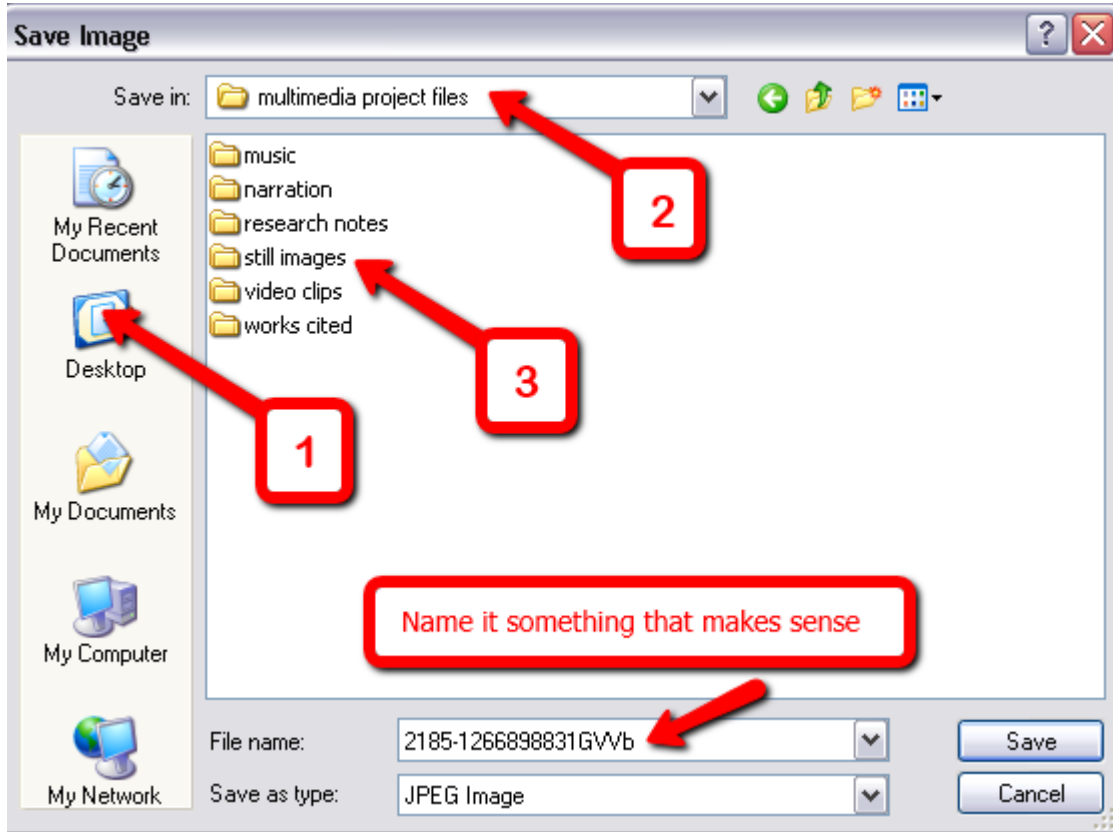 Save Image
?
Save in:
multimedia project files
music
narration
research notes
still images
video clips
works cited
My Recent
Documents
Desktop
My Documents
My Computer
My Network
2
3
1
Name it something that makes sense
File name:
2185-1266898831GVVb
Save
Save as type:
JPEG Image
Cancel